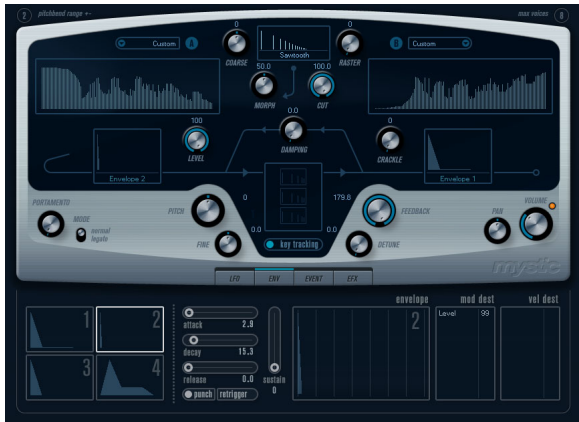 2 pitchbend range +- max voices 8
0 0
Custom A B Custom
COARSE Sawtooth RASTER
50.0 100.0
MORPH CUT
100 0.0 0
LEVEL DAMPING CRACKLE
Envelope 2 Envelope 1
PORTAMENTO PITCH 0 179.8 FEEDBACK PAN VOLUME
MODE
normal
legato
FINE 0.0 0.0 DETUNE
key tracking
mystic
LFO ENV EVENT EFX
envelope mod dest vel dest
1 2 2 Level 99
attack 2.8
decay 15.3
3 4
release 0.0 sustain
punch retrigger 0